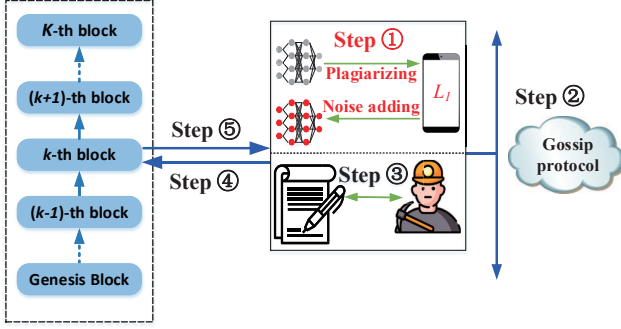 K-th block
(k+1)-th block
k-th block
(k-1)-th block
Genesis Block
Step ⑤
Step ④
Step ①
Plagiarizing
Noise adding
L1
Step ③
Step ②
Gossip
protocol